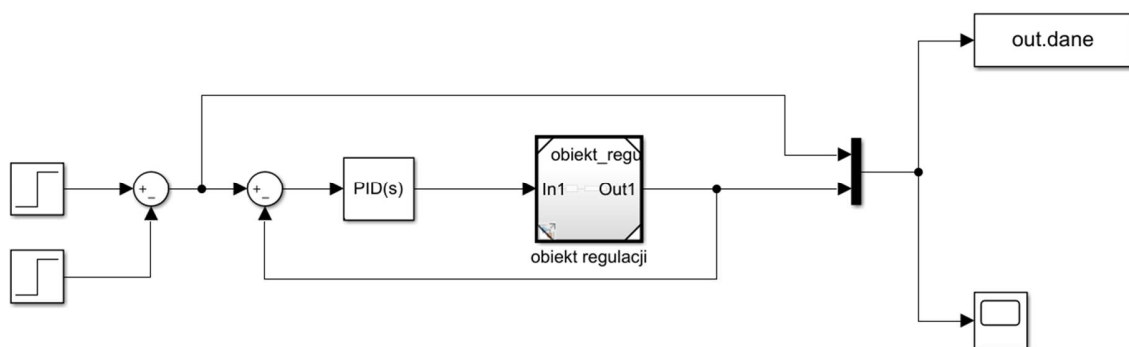 out.dane
obiekt_regu
PID(s)
In1
Out1
obiekt regulacji